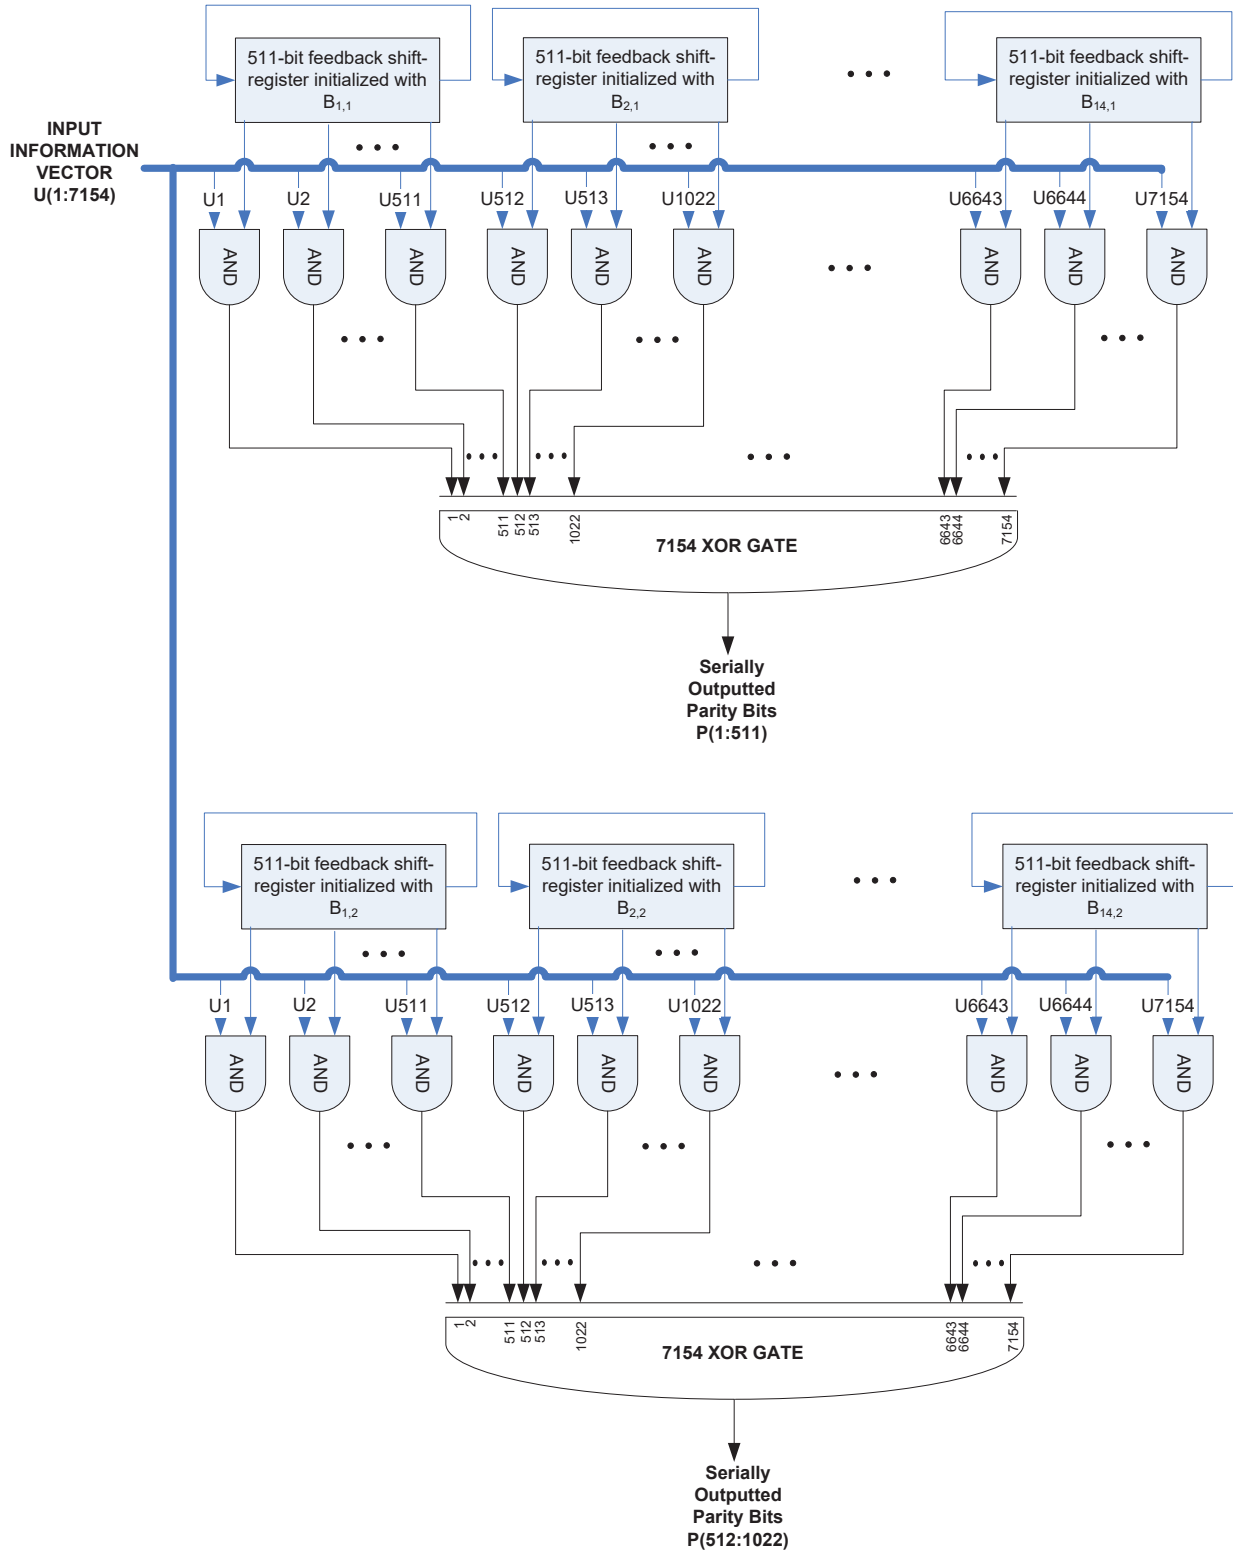 511-bit feedback shift-
register initialized with
B1,1
511-bit feedback shift-
register initialized with
B2,1
511-bit feedback shift-
register initialized with
B14,1
INPUT
INFORMATION
VECTOR
U(1:7154)
U1 U2 U511 U512 U513 U1022 U6643 U6644 U7154
AND AND AND AND AND AND AND AND AND
1 2 511 512 513 1022 6643 6644 7154
7154 XOR GATE
Serially
Outputted
Parity Bits
P(1:511)
511-bit feedback shift-
register initialized with
B1,2
511-bit feedback shift-
register initialized with
B2,2
511-bit feedback shift-
register initialized with
B14,2
U1 U2 U511 U512 U513 U1022 U6643 U6644 U7154
AND AND AND AND AND AND AND AND AND
1 2 511 512 513 1022 6643 6644 7154
7154 XOR GATE
Serially
Outputted
Parity Bits
P(512:1022)